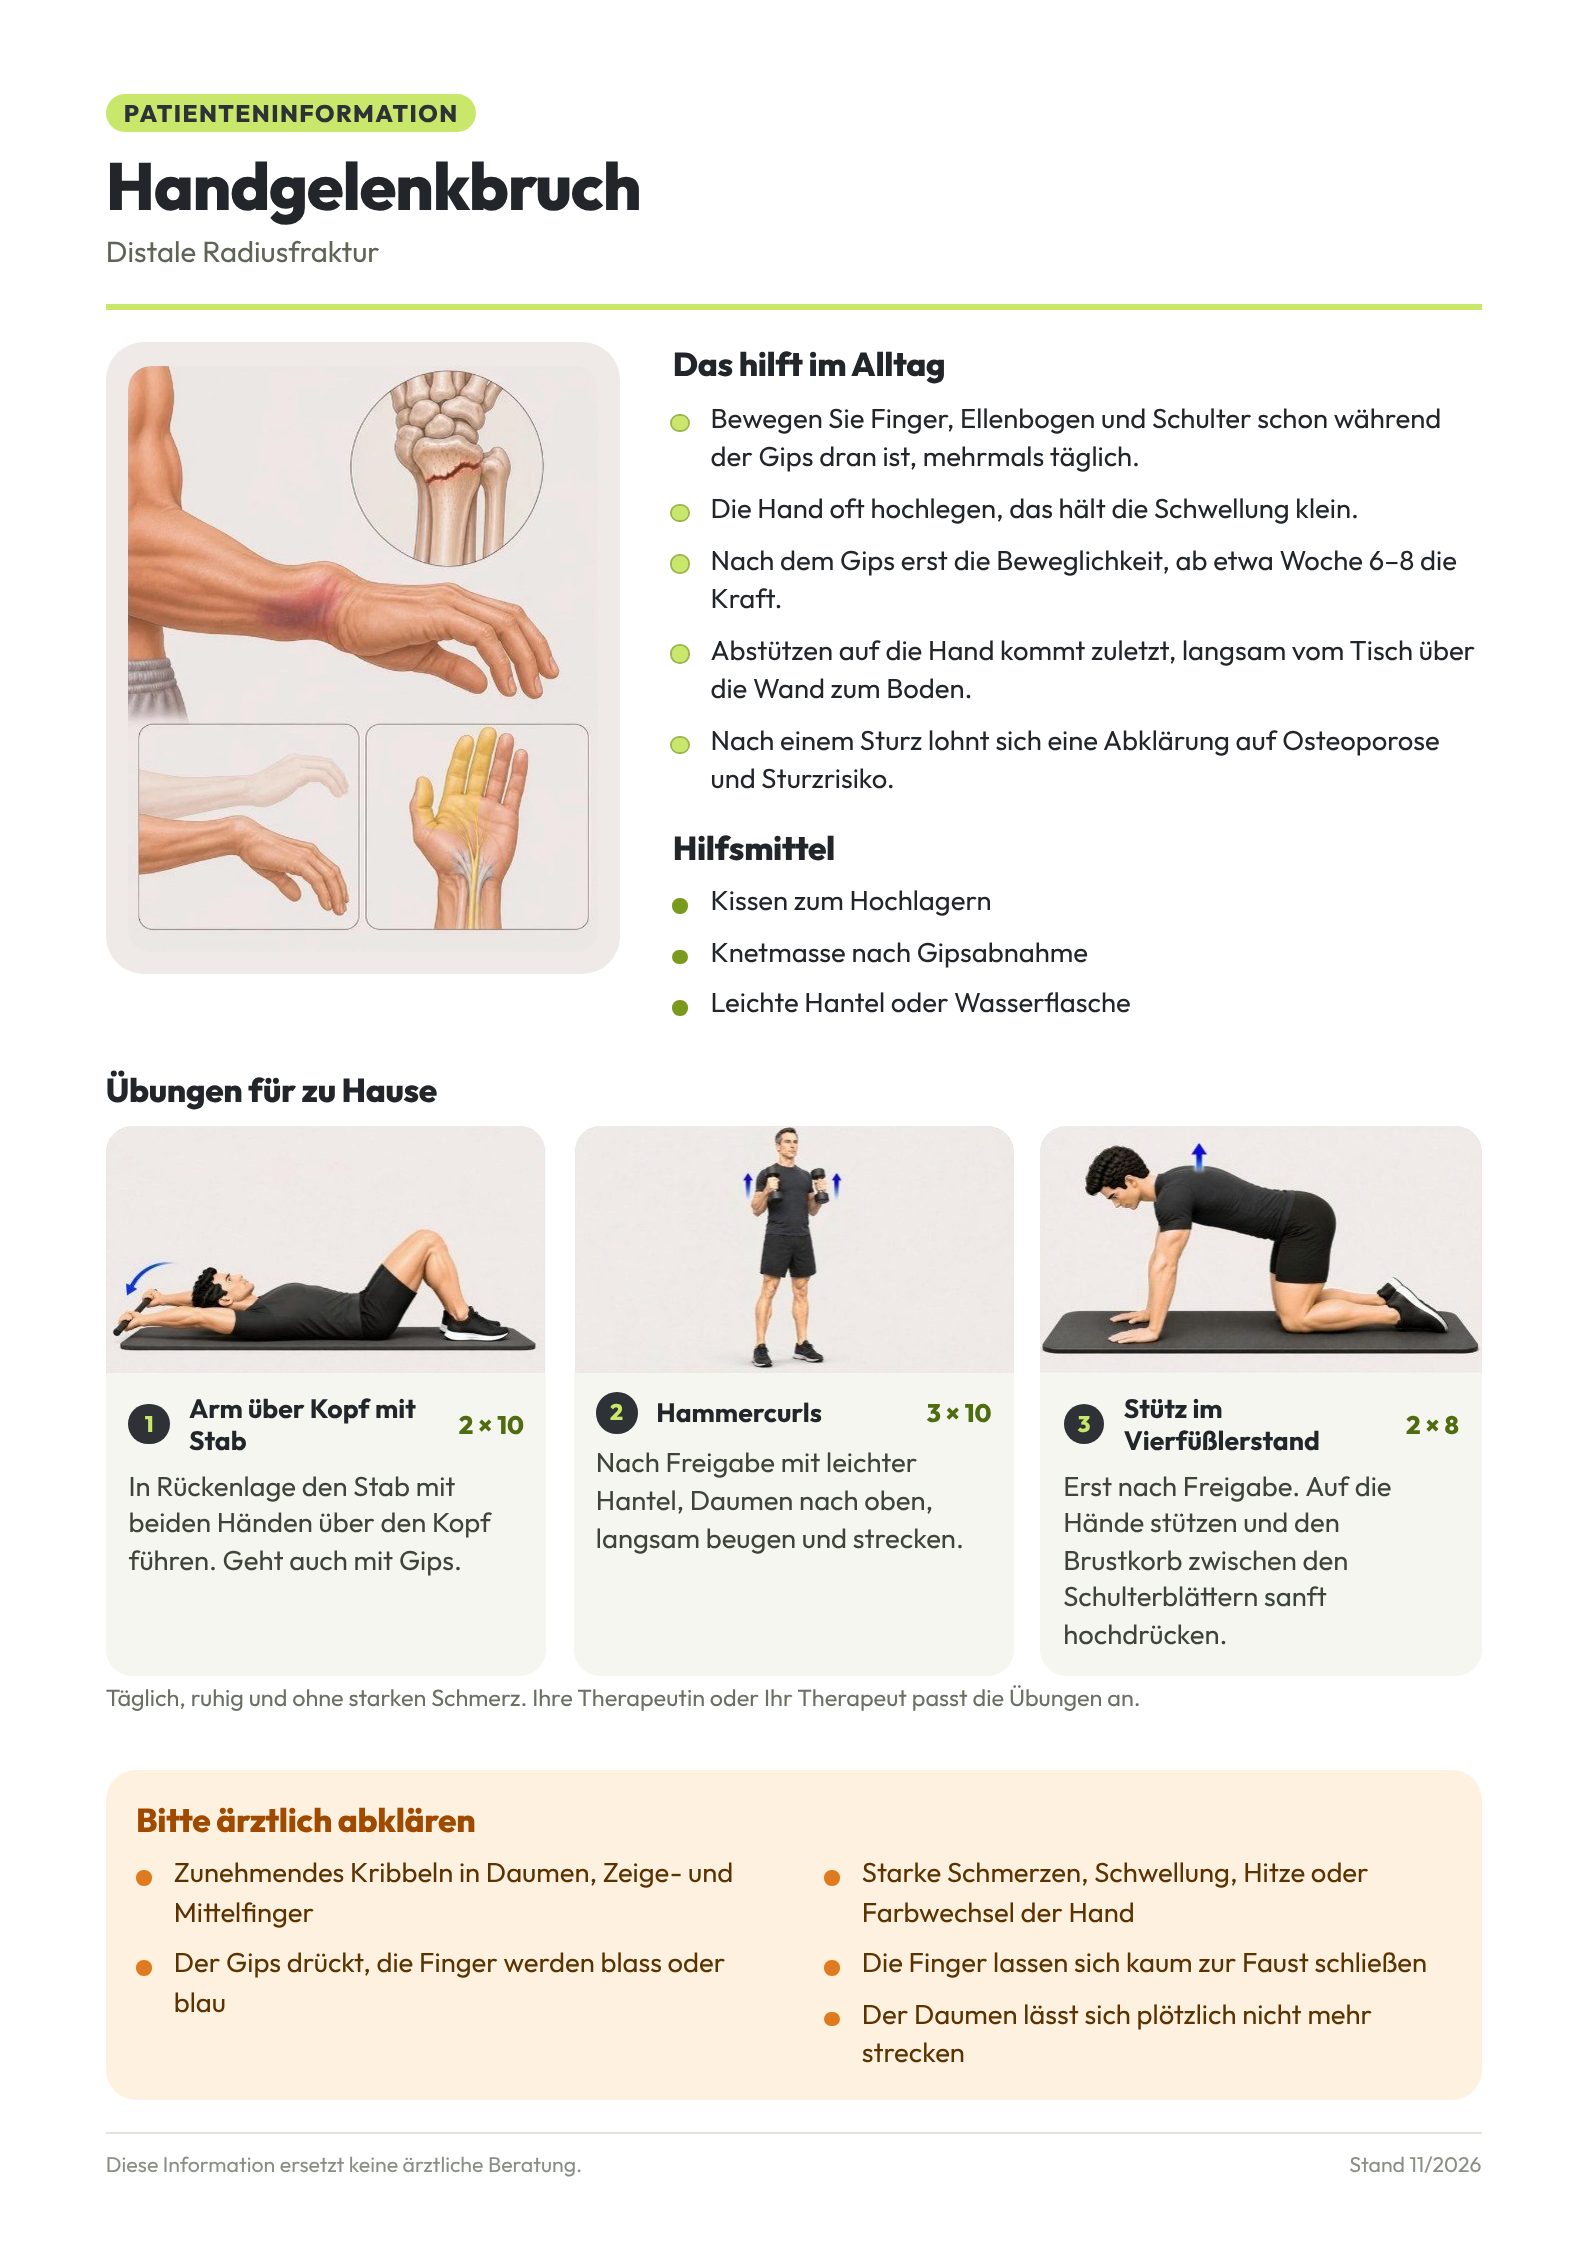 PATIENTENINFORMATION
Handgelenkbruch
Distale Radiusfraktur
Das hilft im Alltag
Bewegen Sie Finger, Ellenbogen und Schulter schon während
der Gips dran ist, mehrmals täglich.
Die Hand oft hochlegen, das hält die Schwellung klein.
Nach dem Gips erst die Beweglichkeit, ab etwa Woche 6–8 die
Kraft.
Abstützen auf die Hand kommt zuletzt, langsam vom Tisch über
die Wand zum Boden.
Nach einem Sturz lohnt sich eine Abklärung auf Osteoporose
und Sturzrisiko.
Hilfsmittel
Kissen zum Hochlagern
Knetmasse nach Gipsabnahme
Leichte Hantel oder Wasserflasche
Übungen für zu Hause
1 Arm über Kopf mit
Stab 2 × 10
In Rückenlage den Stab mit
beiden Händen über den Kopf
führen. Geht auch mit Gips.
2 Hammercurls 3 × 10
Nach Freigabe mit leichter
Hantel, Daumen nach oben,
langsam beugen und strecken.
3 Stütz im
Vierfüßlerstand 2 × 8
Erst nach Freigabe. Auf die
Hände stützen und den
Brustkorb zwischen den
Schulterblättern sanft
hochdrücken.
Täglich, ruhig und ohne starken Schmerz. Ihre Therapeutin oder Ihr Therapeut passt die Übungen an.
Bitte ärztlich abklären
Zunehmendes Kribbeln in Daumen, Zeige- und
Mittelfinger
Der Gips drückt, die Finger werden blass oder
blau
Starke Schmerzen, Schwellung, Hitze oder
Farbwechsel der Hand
Die Finger lassen sich kaum zur Faust schließen
Der Daumen lässt sich plötzlich nicht mehr
strecken
Diese Information ersetzt keine ärztliche Beratung.
Stand 11/2026